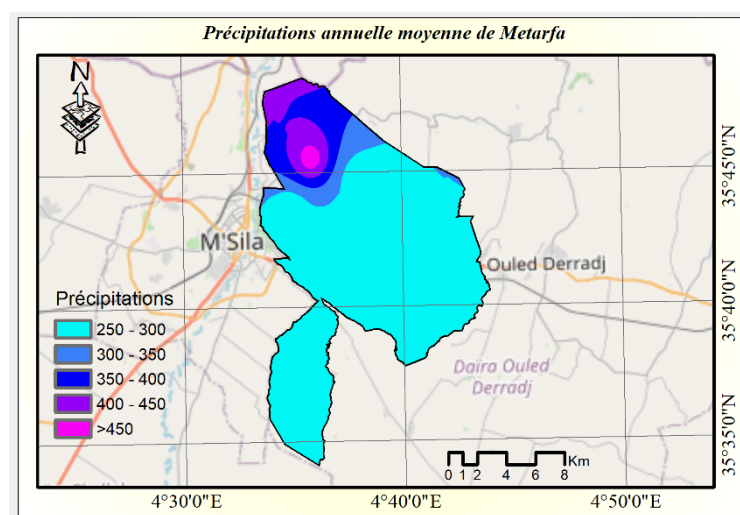 Précipitations annuelle moyenne de Metarfa
N
35°45'0"N
M'Sila
Ouled Derradj
Précipitations
250 - 300
300 - 350
350 - 400
400 - 450
>450
35°40'0"N
Daïra Ouled
Derradj
35°35'0"N
0 1 2 4 6 8 Km
4°30'0"E 4°40'0"E 4°50'0"E